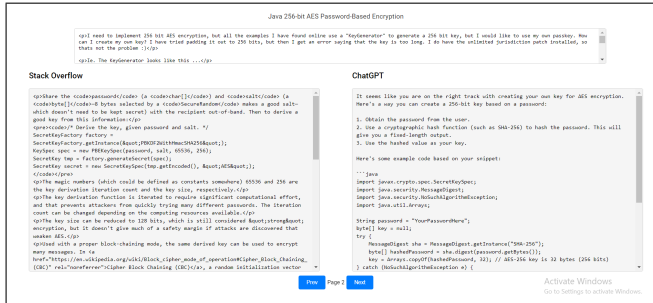 Java 256-bit AES Password-Based Encryption
<p>I need to implement 256 bit AES encryption, but all the examples I have found online use a "KeyGenerator" to generate a 256 bit key, but I would like to use my own passkey. How
can I create my own key? I have tried padding it out to 256 bits, but then I get an error saying that the key is too long. I do have the unlimited jurisdiction patch installed, so
thats not the problem :)</p>
<p>Ie. The KeyGenerator looks like this ...</p>
Stack Overflow
<p>Share the <code>password</code> (a <code>char[]</code>) and <code>salt</code> (a
<code>byte[]</code>—8 bytes selected by a <code>SecureRandom</code> makes a good salt—
which doesn't need to be kept secret) with the recipient out-of-band. Then to derive a
good key from this information:</p>
<pre><code>/* Derive the key, given password and salt. */
SecretKeyFactory factory =
SecretKeyFactory.getInstance(&quot;PBKDF2WithHmacSHA256&quot;);
KeySpec spec = new PBEKeySpec(password, salt, 65536, 256);
SecretKey tmp = factory.generateSecret(spec);
SecretKey secret = new SecretKeySpec(tmp.getEncoded(), &quot;AES&quot;);
</code></pre>
<p>The magic numbers (which could be defined as constants somewhere) 65536 and 256 are
the key derivation iteration count and the key size, respectively.</p>
<p>The key derivation function is iterated to require significant computational effort,
and that prevents attackers from quickly trying many different passwords. The iteration
count can be changed depending on the computing resources available.</p>
<p>The key size can be reduced to 128 bits, which is still considered &quot;strong&quot;
encryption, but it doesn't give much of a safety margin if attacks are discovered that
weaken AES.</p>
<p>Used with a proper block-chaining mode, the same derived key can be used to encrypt
many messages. In <a
href="https://en.wikipedia.org/wiki/Block_cipher_mode_of_operation#Cipher_Block_Chaining_
(CBC)" rel="noreferrer">Cipher Block Chaining (CBC)</a>, a random initialization vector
ChatGPT
It seems like you are on the right track with creating your own key for AES encryption.
Here's a way you can create a 256-bit key based on a password:
1. Obtain the password from the user.
2. Use a cryptographic hash function (such as SHA-256) to hash the password. This will
give you a fixed-length output.
3. Use the hashed value as your key.
Here's some example code based on your snippet:
```java
import javax.crypto.spec.SecretKeySpec;
import java.security.MessageDigest;
import java.security.NoSuchAlgorithmException;
import java.util.Arrays;
String password = "YourPasswordHere";
byte[] key = null;
try {
MessageDigest sha = MessageDigest.getInstance("SHA-256");
byte[] hashedPassword = sha.digest(password.getBytes());
key = Arrays.copyOf(hashedPassword, 32); // AES-256 key is 32 bytes (256 bits)
} catch (NoSuchAlgorithmException e) {
Prev Page 2 Next
Activate Windows
Go to Settings to activate Windows.